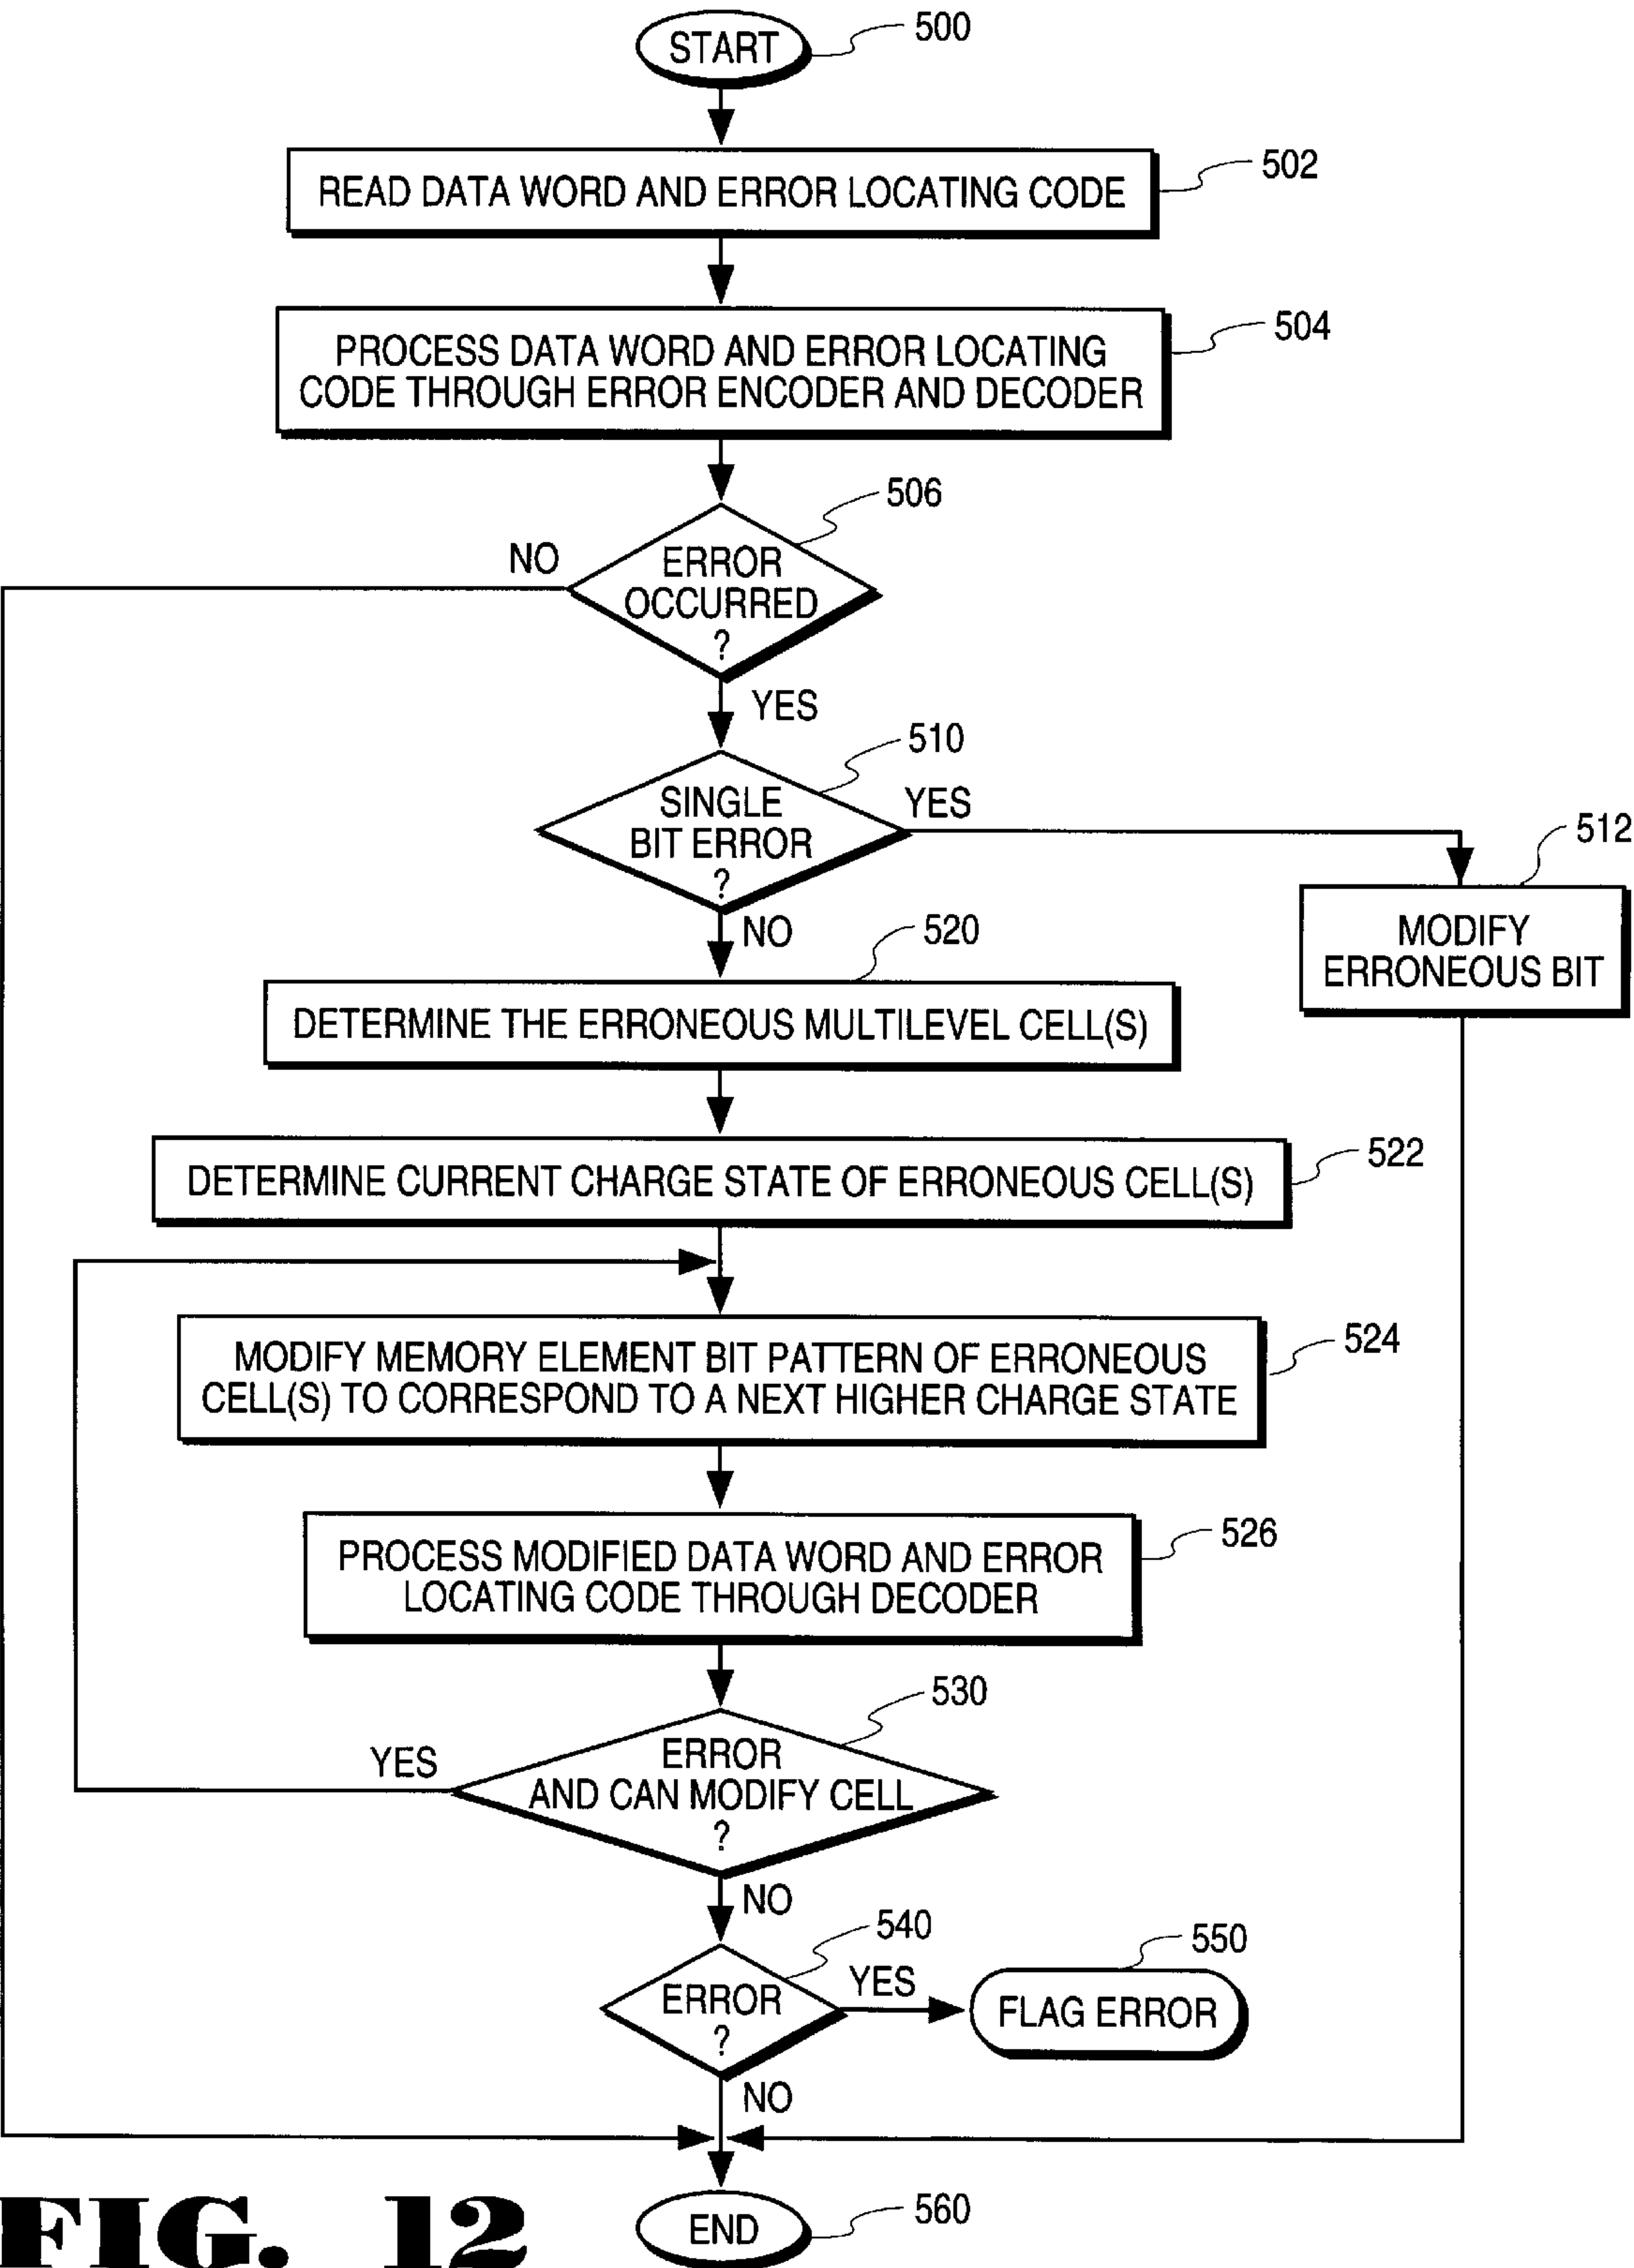 START
500
READ DATA WORD AND ERROR LOCATING CODE
502
PROCESS DATA WORD AND ERROR LOCATING
CODE THROUGH ERROR ENCODER AND DECODER
504
506
NO
ERROR
OCCURRED
?
YES
510
SINGLE
BIT ERROR
?
YES
512
MODIFY
ERRONEOUS BIT
NO
520
DETERMINE THE ERRONEOUS MULTILEVEL CELL(S)
DETERMINE CURRENT CHARGE STATE OF ERRONEOUS CELL(S)
522
MODIFY MEMORY ELEMENT BIT PATTERN OF ERRONEOUS
CELL(S) TO CORRESPOND TO A NEXT HIGHER CHARGE STATE
524
PROCESS MODIFIED DATA WORD AND ERROR
LOCATING CODE THROUGH DECODER
526
530
YES
ERROR
AND CAN MODIFY CELL
?
NO
540
ERROR
?
YES
550
FLAG ERROR
NO
END
560
FIG. 12